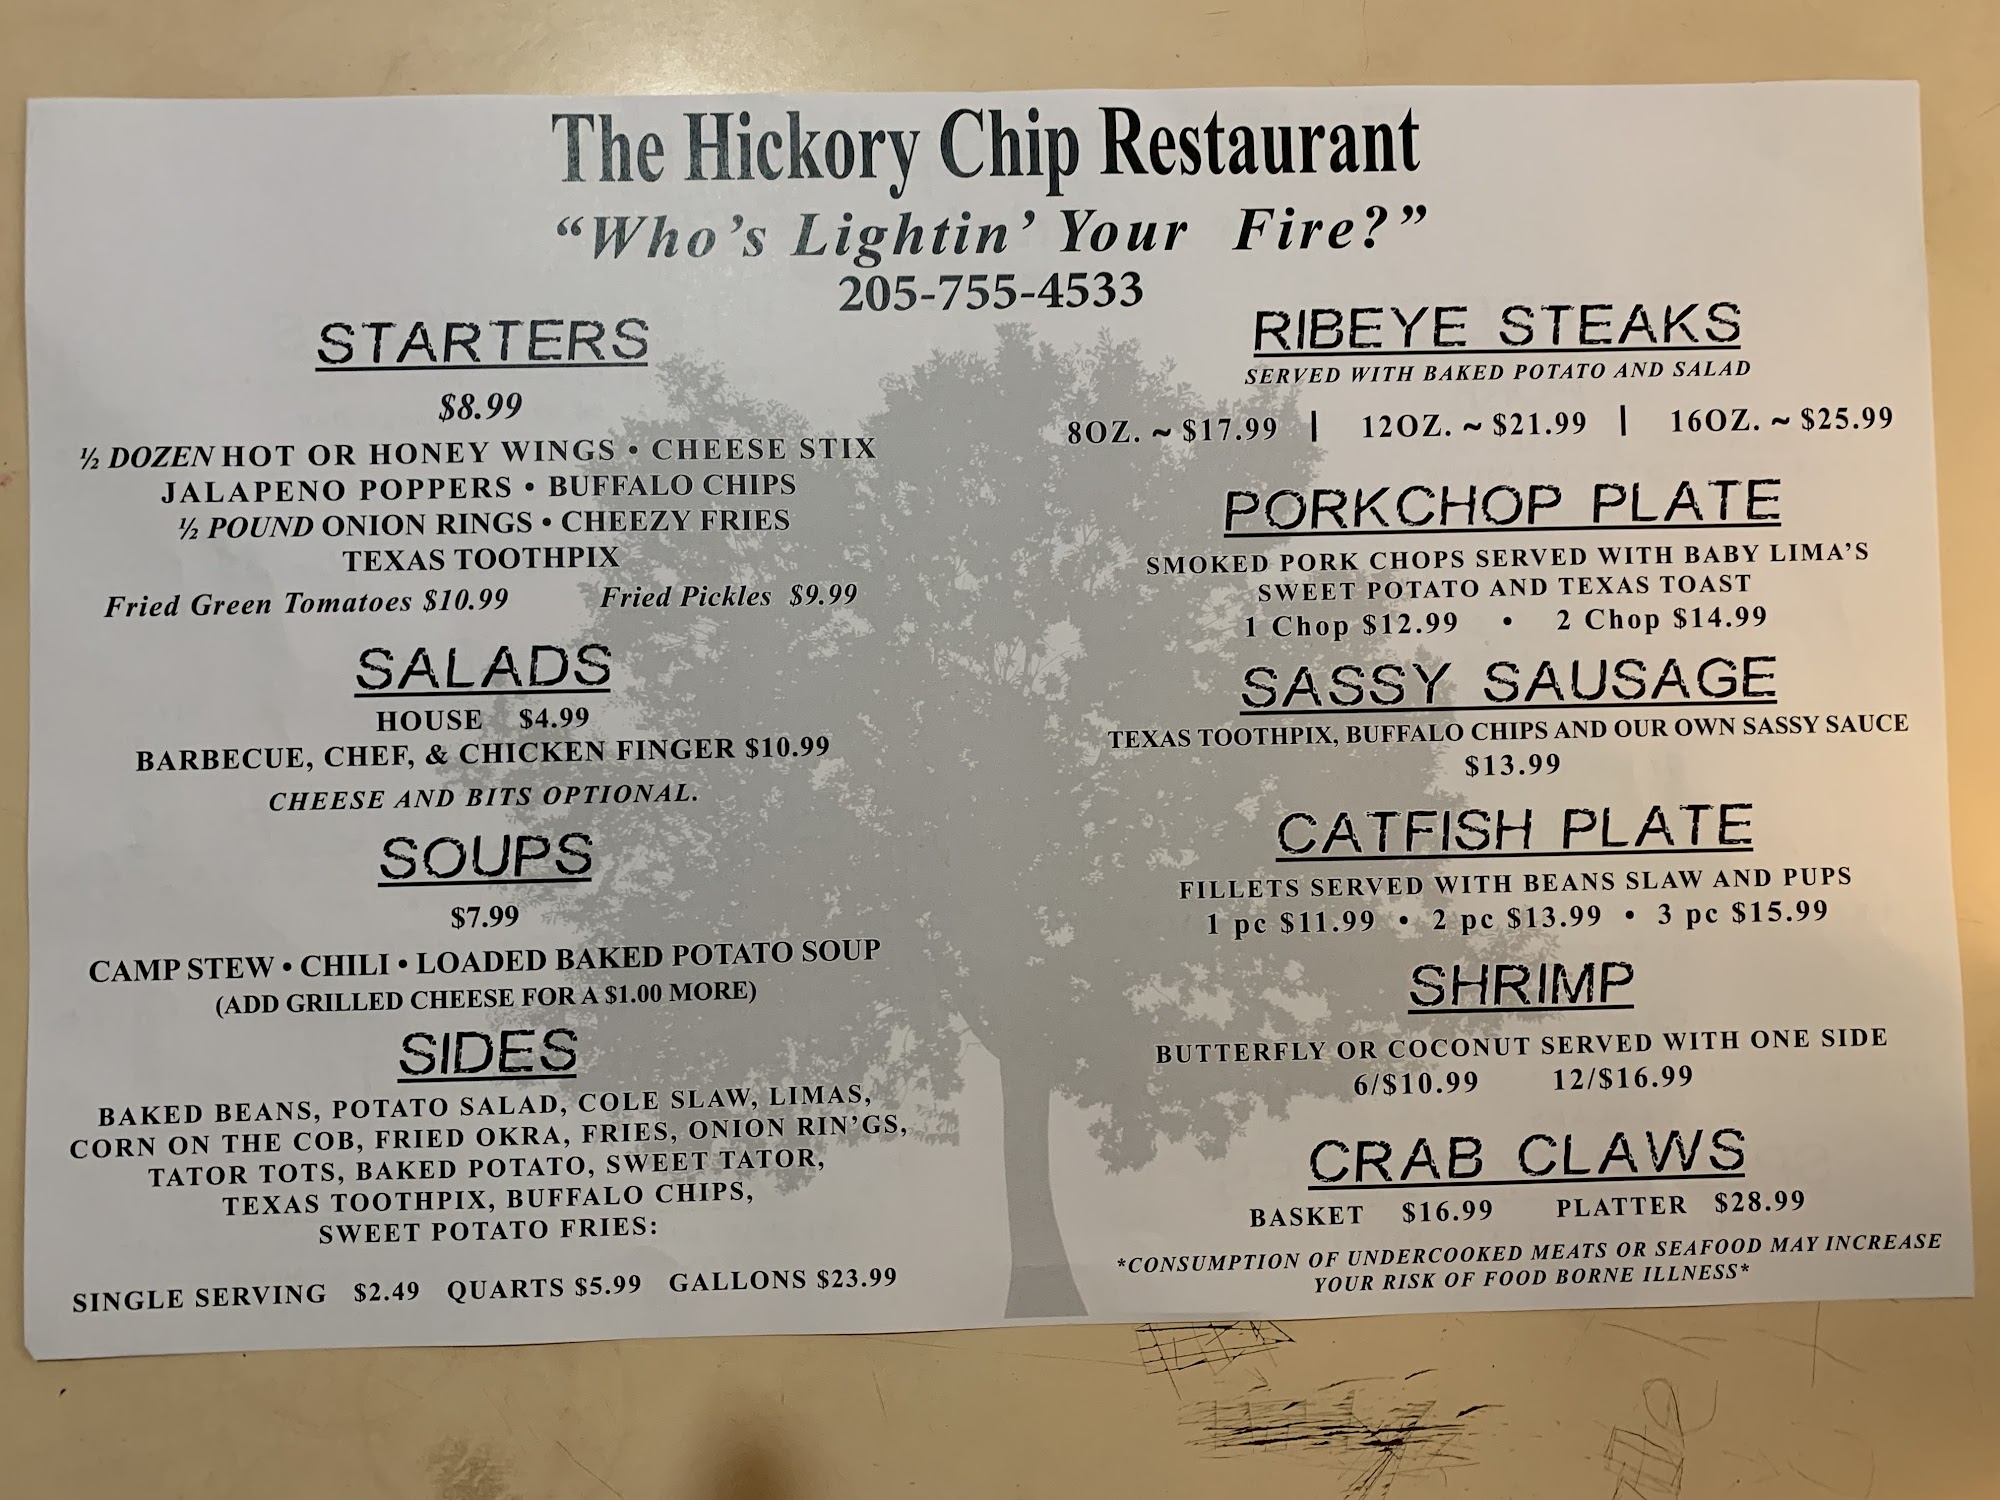 The Hickory Chip Restaurant
“Who’s Lightin’ Your Fire?”
205-755-4533
STARTERS
$8.99
½ DOZEN HOT OR HONEY WINGS • CHEESE STIX
JALAPENO POPPERS • BUFFALO CHIPS
½ POUND ONION RINGS • CHEEZY FRIES
TEXAS TOOTHPIX
Fried Green Tomatoes $10.99 Fried Pickles $9.99
SALADS
HOUSE $4.99
BARBECUE, CHEF, & CHICKEN FINGER $10.99
CHEESE AND BITS OPTIONAL.
SOUPS
$7.99
CAMP STEW • CHILI • LOADED BAKED POTATO SOUP
(ADD GRILLED CHEESE FOR A $1.00 MORE)
SIDES
BAKED BEANS, POTATO SALAD, COLE SLAW, LIMAS,
CORN ON THE COB, FRIED OKRA, FRIES, ONION RIN’GS,
TATOR TOTS, BAKED POTATO, SWEET TATOR,
TEXAS TOOTHPIX, BUFFALO CHIPS,
SWEET POTATO FRIES:
SINGLE SERVING $2.49 QUARTS $5.99 GALLONS $23.99
RIBEYE STEAKS
SERVED WITH BAKED POTATO AND SALAD
8OZ. ~ $17.99 | 12OZ. ~ $21.99 | 16OZ. ~ $25.99
PORKCHOP PLATE
SMOKED PORK CHOPS SERVED WITH BABY LIMA’S
SWEET POTATO AND TEXAS TOAST
1 Chop $12.99 • 2 Chop $14.99
SASSY SAUSAGE
TEXAS TOOTHPIX, BUFFALO CHIPS AND OUR OWN SASSY SAUCE
$13.99
CATFISH PLATE
FILLETS SERVED WITH BEANS SLAW AND PUPS
1 pc $11.99 • 2 pc $13.99 • 3 pc $15.99
SHRIMP
BUTTERFLY OR COCONUT SERVED WITH ONE SIDE
6/$10.99 12/$16.99
CRAB CLAWS
BASKET $16.99 PLATTER $28.99
*CONSUMPTION OF UNDERCOOKED MEATS OR SEAFOOD MAY INCREASE
YOUR RISK OF FOOD BORNE ILLNESS*